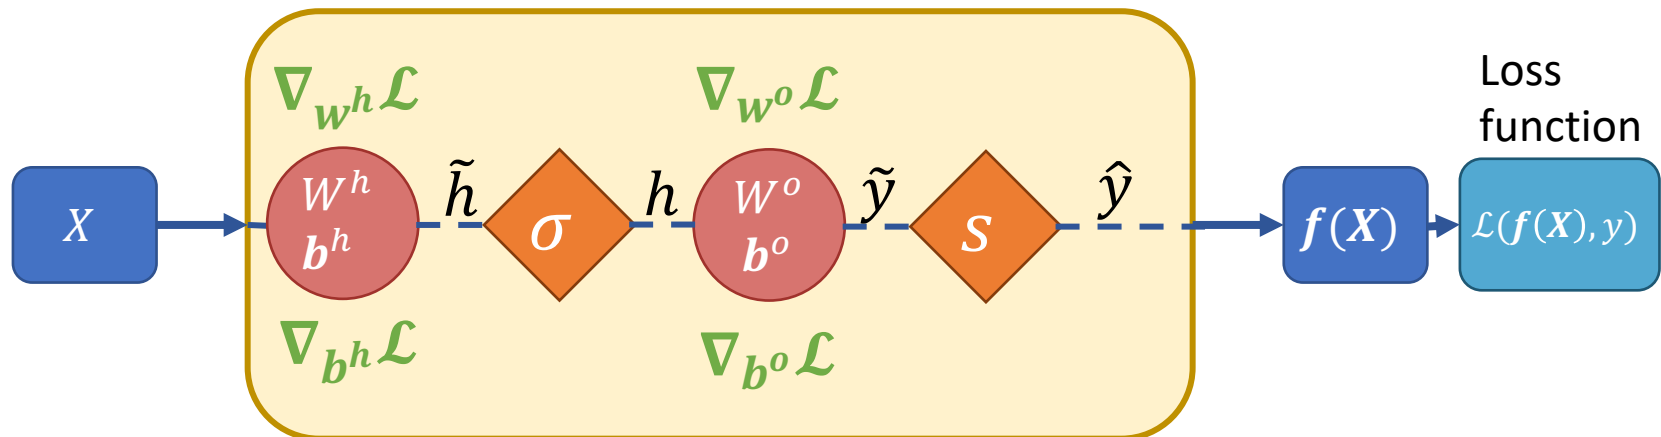 ∇_{w^h} ℒ
∇_{w^o} ℒ
Loss
function
X
W^h
b^h
h̃
σ
h
W^o
b^o
ỹ
s
ŷ
f(X)
ℒ(f(X), y)
∇_{b^h} ℒ
∇_{b^o} ℒ